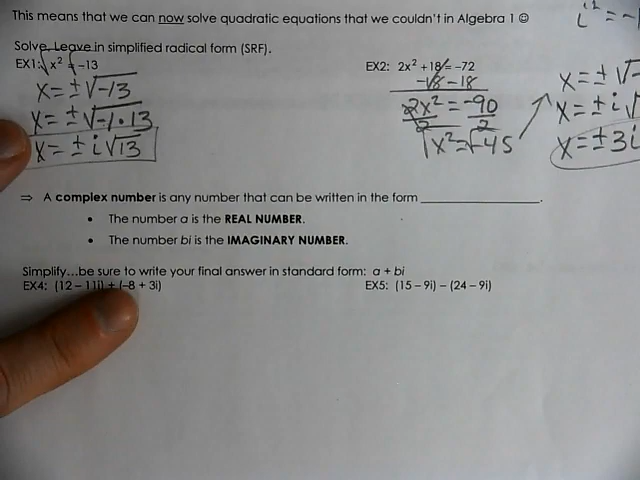 This means that we can now solve quadratic equations that we couldn't in Algebra 1 ☺
i² = -1
Solve. Leave in simplified radical form (SRF).
EX1: √x² = √-13
x = ±√-13
x = ±√-1·13
x = ± i√13
EX2: 2x² + 18 = -72
-18 -18
2x² = -90
2 2
√x² = √-45
x = ± √-
x = ± i √
x = ± 3i
⇒ A complex number is any number that can be written in the form ____________________.
• The number a is the REAL NUMBER.
• The number bi is the IMAGINARY NUMBER.
Simplify...be sure to write your final answer in standard form: a + bi
EX4: (12 – 11i) + (–8 + 3i)
EX5: (15 – 9i) – (24 – 9i)